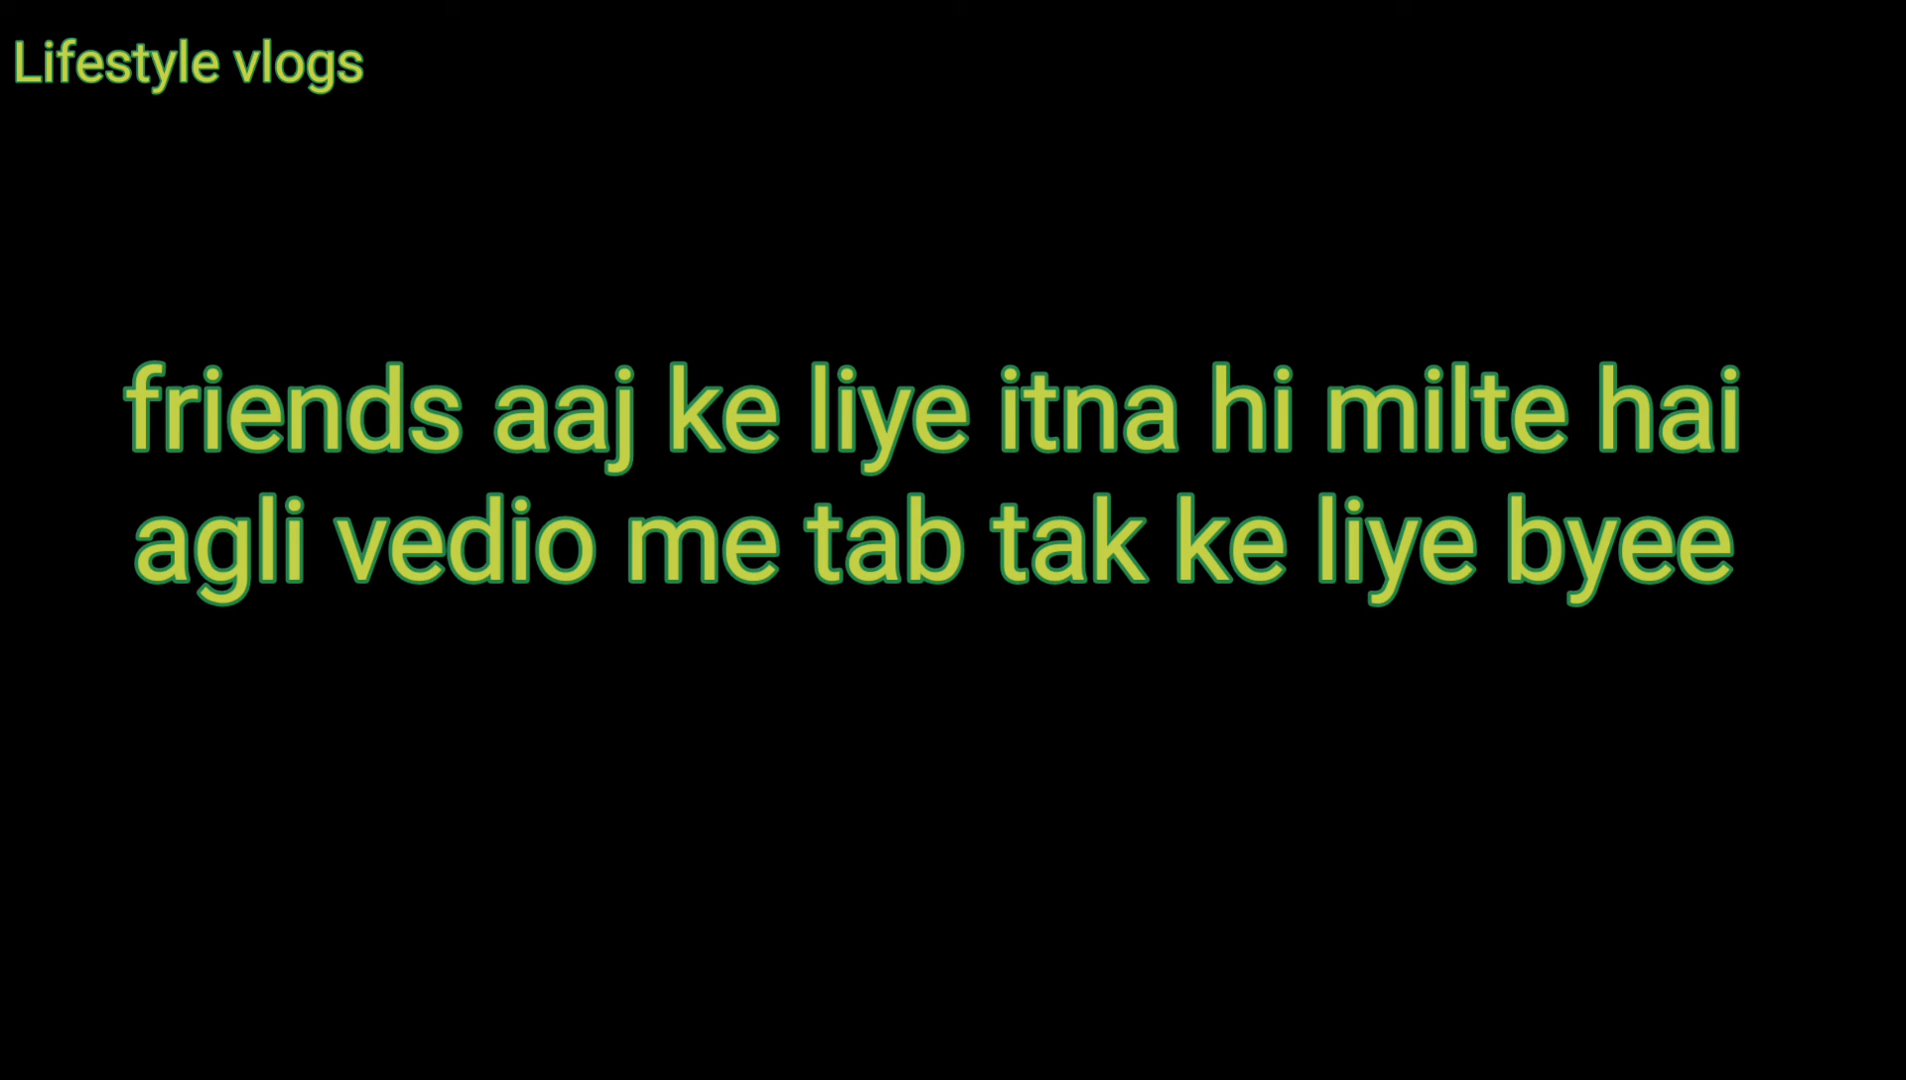 Lifestyle vlogs
friends aaj ke liye itna hi milte hai
agli vedio me tab tak ke liye byee